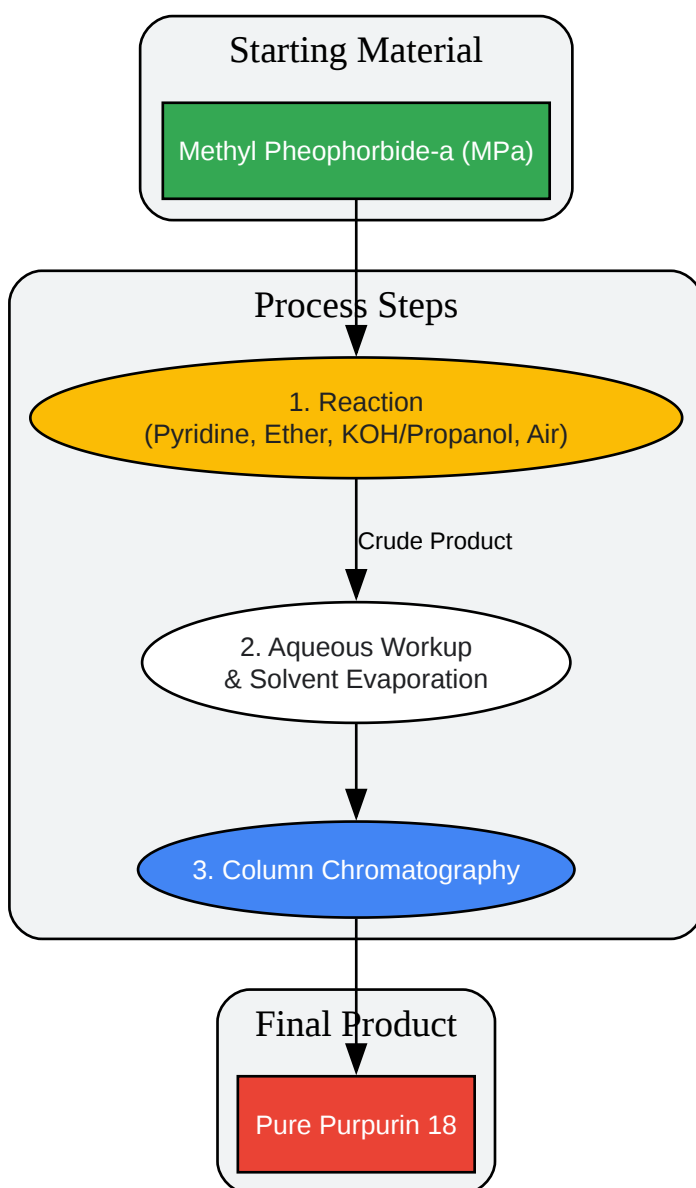 Starting Material
Methyl Pheophorbide-a (MPa)
Process Steps
1. Reaction
(Pyridine, Ether, KOH/Propanol, Air)
Crude Product
2. Aqueous Workup
& Solvent Evaporation
3. Column Chromatography
Final Product
Pure Purpurin 18